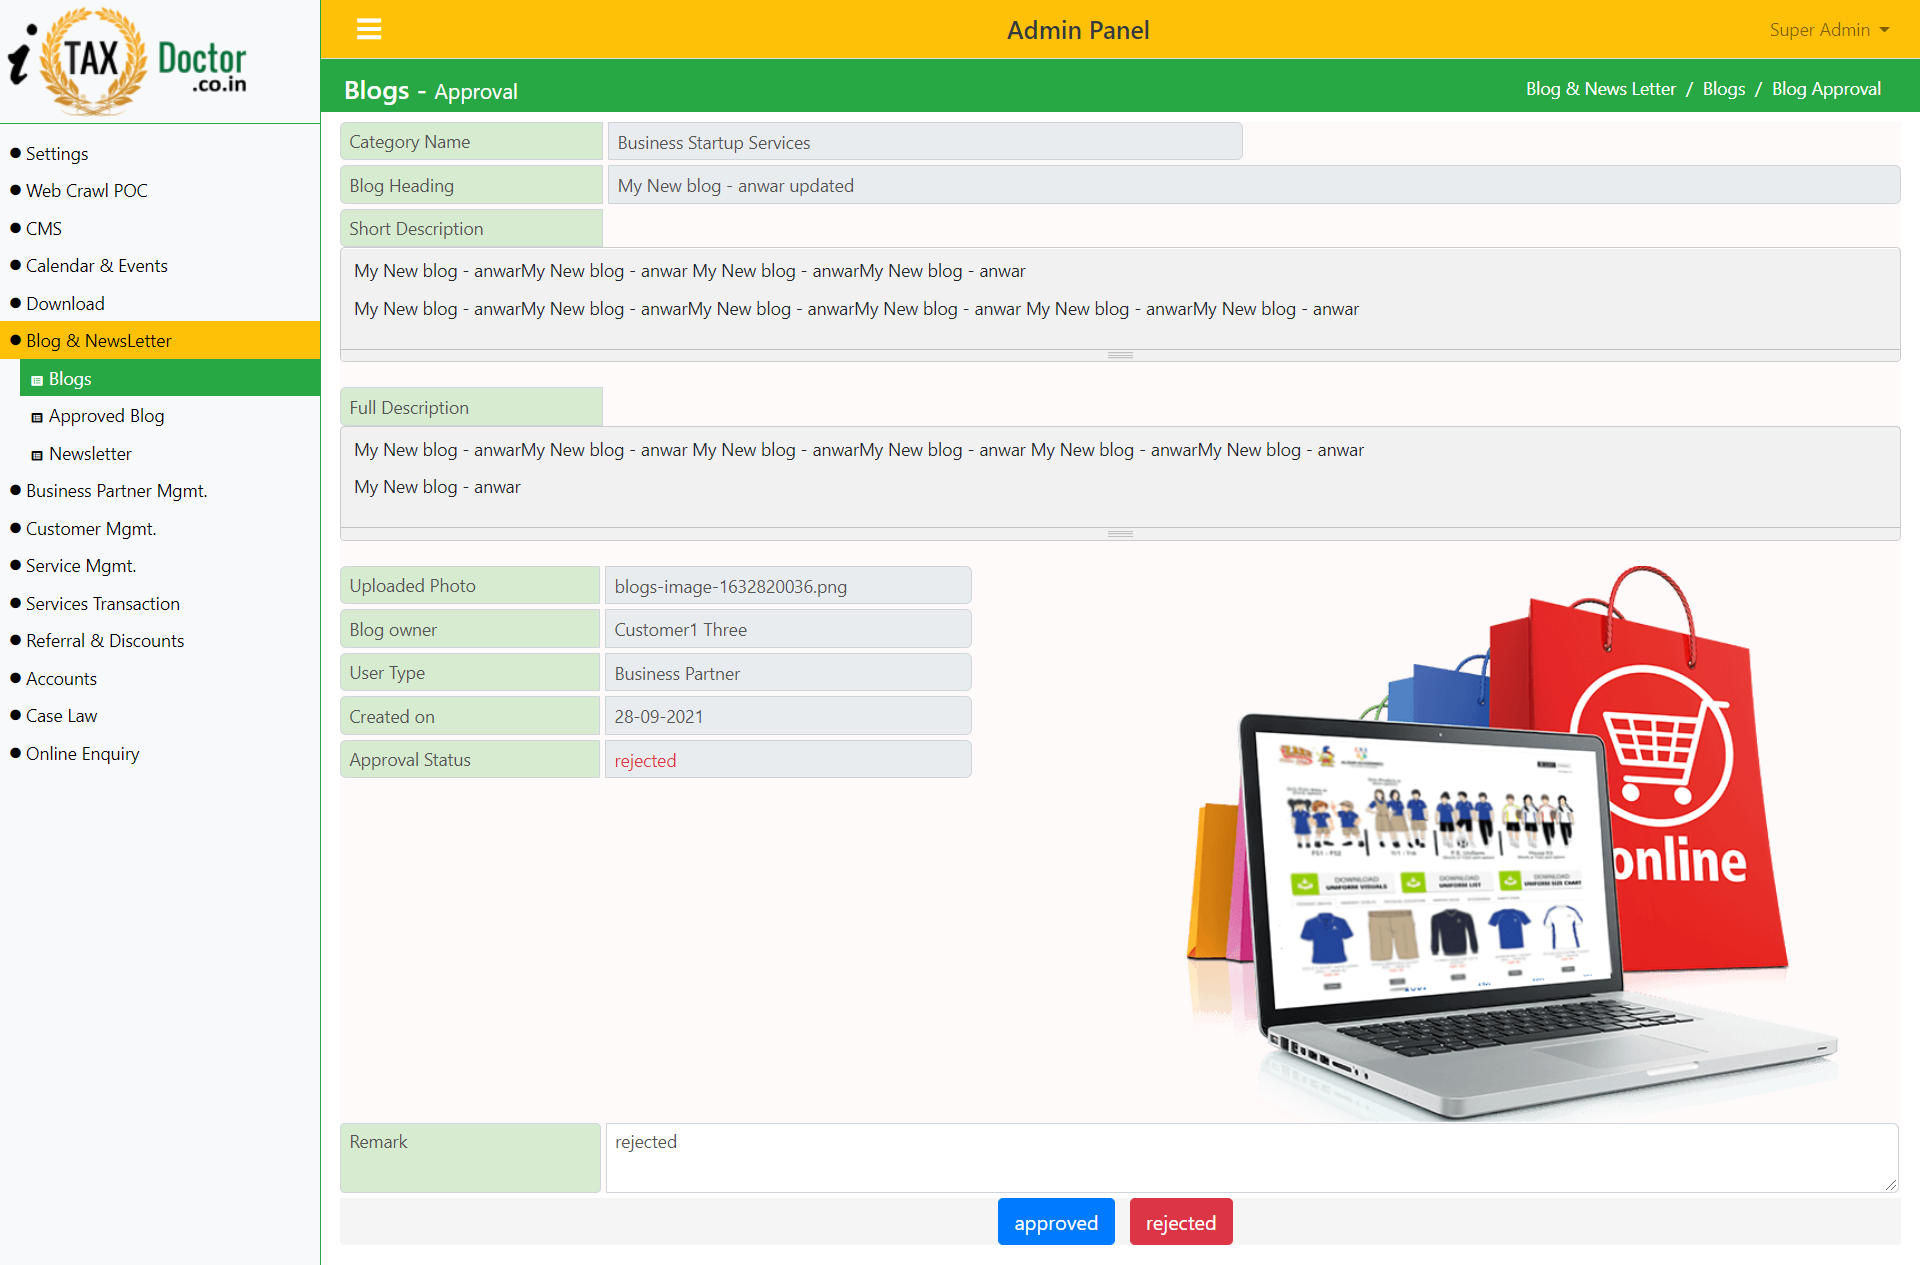 i TAX Doctor
.co.in
Admin Panel
Super Admin
Blogs - Approval
Blog & News Letter / Blogs / Blog Approval
Settings
Web Crawl POC
CMS
Calendar & Events
Download
Blog & NewsLetter
Blogs
Approved Blog
Newsletter
Business Partner Mgmt.
Customer Mgmt.
Service Mgmt.
Services Transaction
Referral & Discounts
Accounts
Case Law
Online Enquiry
Category Name
Business Startup Services
Blog Heading
My New blog - anwar updated
Short Description
My New blog - anwarMy New blog - anwar My New blog - anwarMy New blog - anwar
My New blog - anwarMy New blog - anwarMy New blog - anwarMy New blog - anwar My New blog - anwarMy New blog - anwar
Full Description
My New blog - anwarMy New blog - anwar My New blog - anwarMy New blog - anwar My New blog - anwarMy New blog - anwar
My New blog - anwar
Uploaded Photo
blogs-image-1632820036.png
Blog owner
Customer1 Three
User Type
Business Partner
Created on
28-09-2021
Approval Status
rejected
online
DOWNLOAD
UNIFORM VISUALS
DOWNLOAD
UNIFORM LIST
DOWNLOAD
UNIFORM SIZE CHART
Remark
rejected
approved
rejected